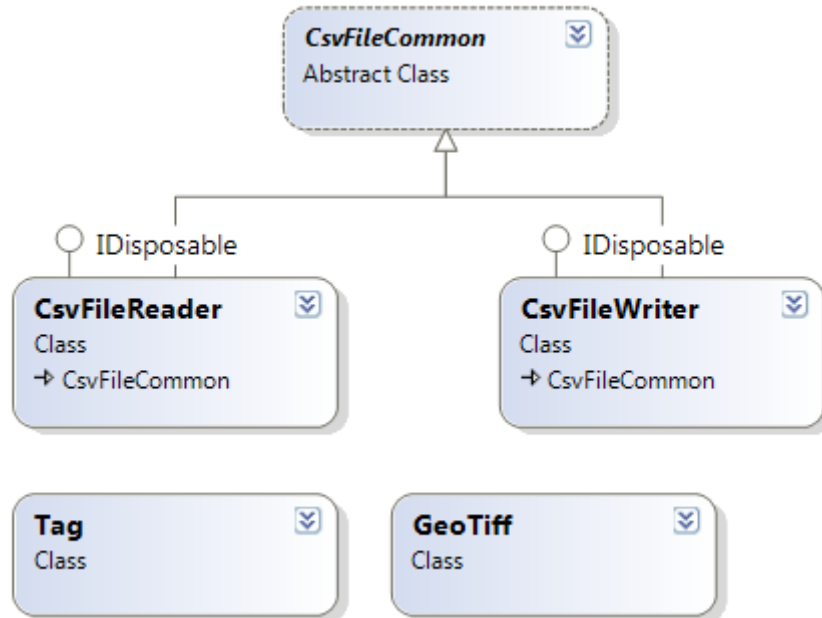 CsvFileCommon
Abstract Class
IDisposable
IDisposable
CsvFileReader
Class
CsvFileCommon
CsvFileWriter
Class
CsvFileCommon
Tag
Class
GeoTiff
Class